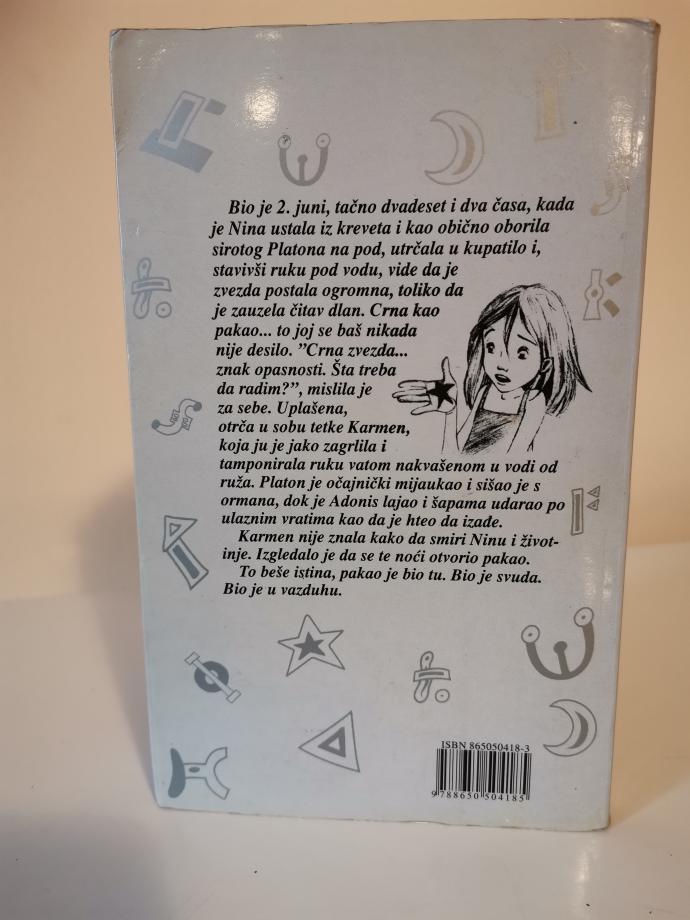 Bio je 2. juni, tačno dvadeset i dva časa, kada
je Nina ustala iz kreveta i kao obično oborila
sirotog Platona na pod, utrčala u kupatilo i,
stavivši ruku pod vodu, vide da je
zvezda postala ogromna, toliko da
je zauzela čitav dlan. Crna kao
pakao... to joj se baš nikada
nije desilo. ”Crna zvezda...
znak opasnosti. Šta treba
da radim?”, mislila je
za sebe. Uplašena,
otrča u sobu tetke Karmen,
koja ju je jako zagrlila i
tamponirala ruku vatom nakvašenom u vodi od
ruža. Platon je očajnički mijaukao i sišao je s
ormana, dok je Adonis lajao i šapama udarao po
ulaznim vratima kao da je hteo da izađe.
Karmen nije znala kako da smiri Ninu i život-
inje. Izgledalo je da se te noći otvorio pakao.
To beše istina, pakao je bio tu. Bio je svuda.
Bio je u vazduhu.
ISBN 865050418-3
9 788650 504185